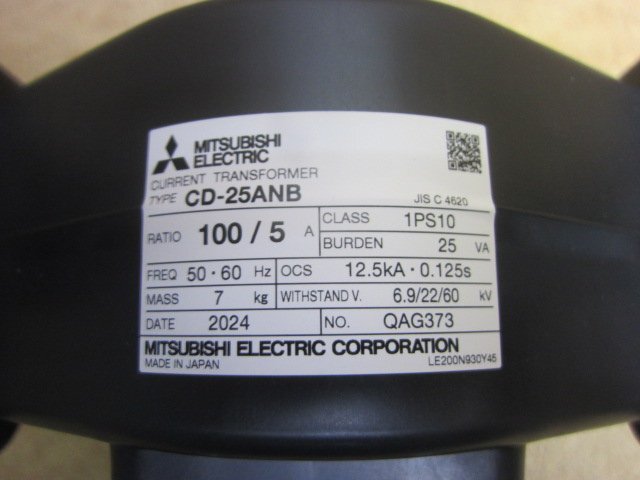 MITSUBISHI
ELECTRIC
CURRENT TRANSFORMER
TYPE CD-25ANB JIS C 4620
RATIO 100 / 5 A CLASS 1PS10
BURDEN 25 VA
FREQ 50・60 Hz OCS 12.5kA・0.125s
MASS 7 kg WITHSTAND V. 6.9/22/60 kV
DATE 2024 NO. QAG373
MITSUBISHI ELECTRIC CORPORATION
MADE IN JAPAN LE200N930Y45